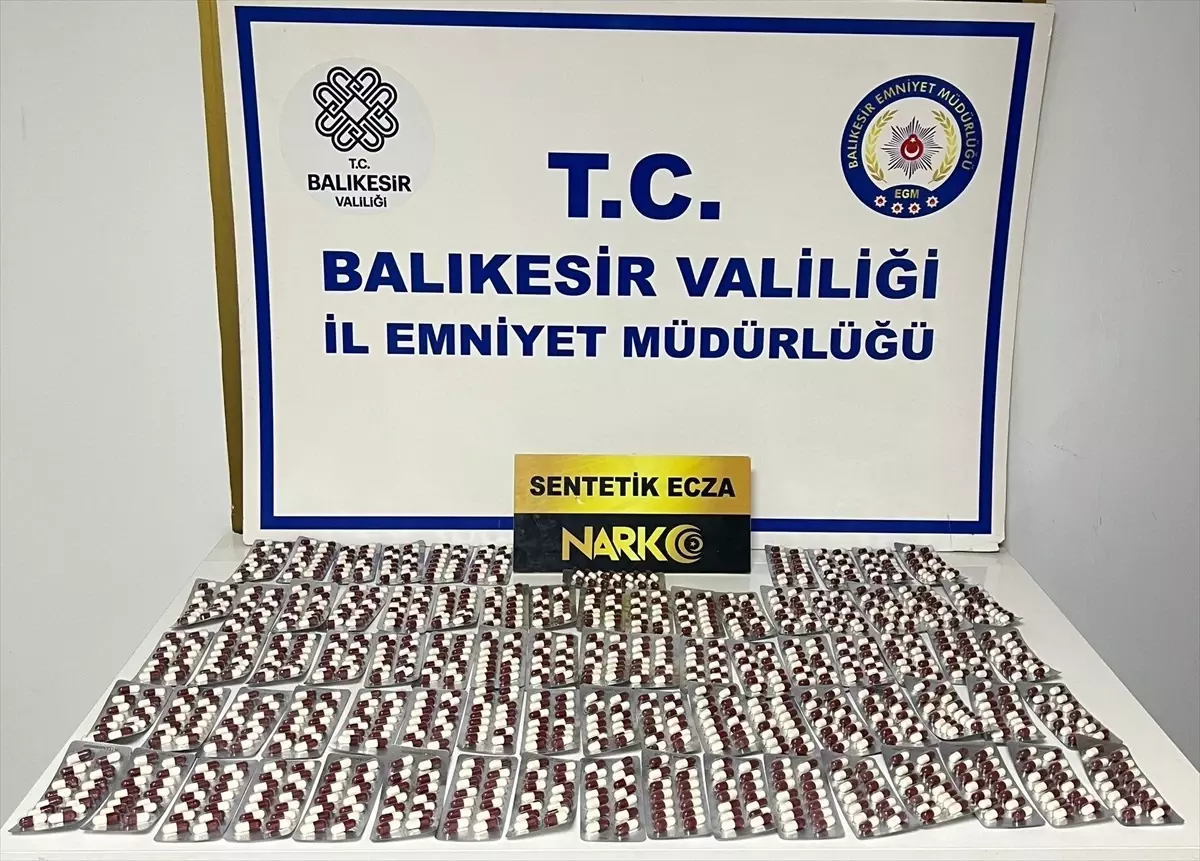 T.C.
BALIKESİR
VALİLİĞİ
BALIKESİR EMNİYET MÜDÜRLÜĞÜ
EGM
T.C.
BALIKESİR VALİLİĞİ
İL EMNİYET MÜDÜRLÜĞÜ
SENTETİK ECZA
NARKO